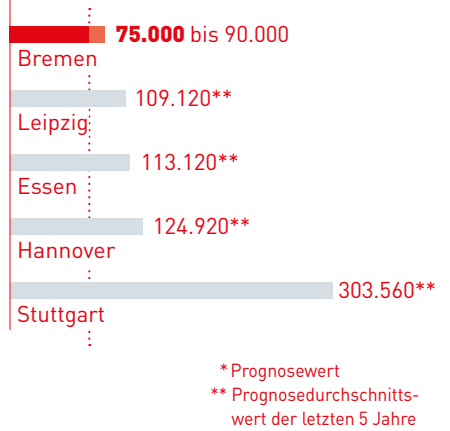 75.000 bis 90.000
Bremen
109.120**
Leipzig
113.120**
Essen
124.920**
Hannover
303.560**
Stuttgart
* Prognosewert
** Prognosedurchschnitts-
wert der letzten 5 Jahre